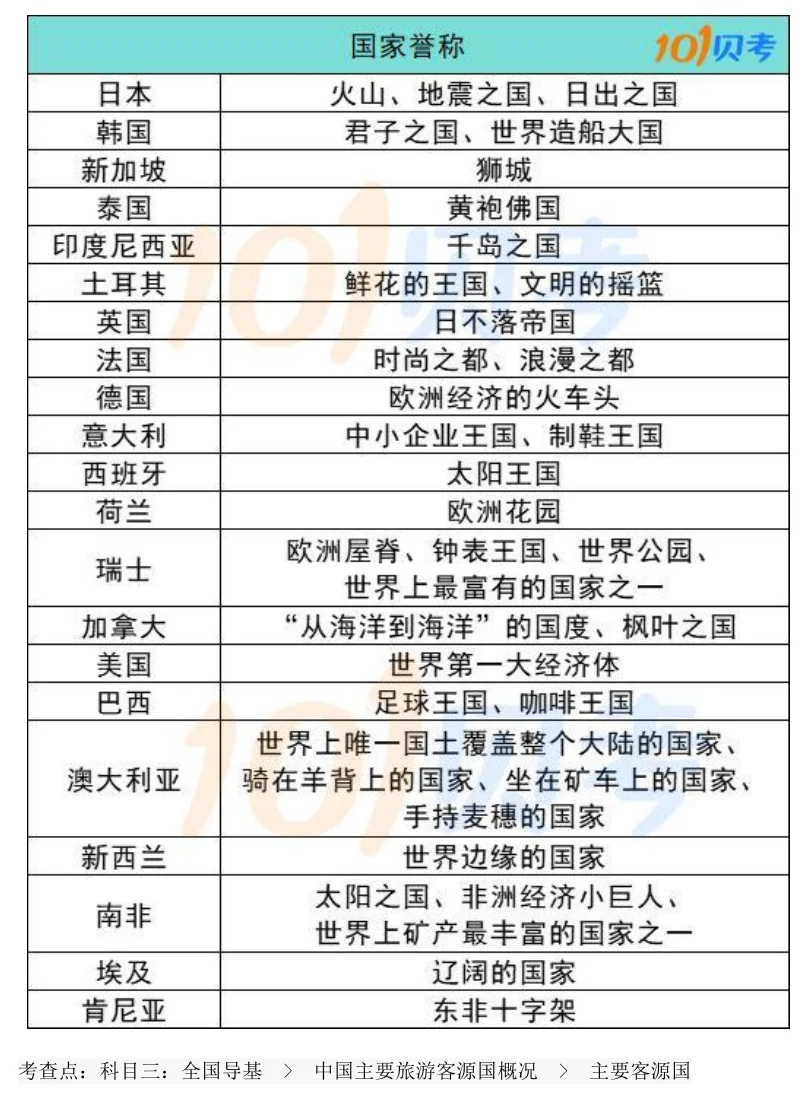 国家誉称 101贝考
日本 火山、地震之国、日出之国
韩国 君子之国、世界造船大国
新加坡 狮城
泰国 黄袍佛国
印度尼西亚 千岛之国
土耳其 鲜花的王国、文明的摇篮
英国 日不落帝国
法国 时尚之都、浪漫之都
德国 欧洲经济的火车头
意大利 中小企业王国、制鞋王国
西班牙 太阳王国
荷兰 欧洲花园
瑞士 欧洲屋脊、钟表王国、世界公园、
世界上最富有的国家之一
加拿大 “从海洋到海洋”的国度、枫叶之国
美国 世界第一大经济体
巴西 足球王国、咖啡王国
澳大利亚 世界上唯一国土覆盖整个大陆的国家、
骑在羊背上的国家、坐在矿车上的国家、
手持麦穗的国家
新西兰 世界边缘的国家
南非 太阳之国、非洲经济小巨人、
世界上矿产最丰富的国家之一
埃及 辽阔的国家
肯尼亚 东非十字架
考查点：科目三：全国导基 > 中国主要旅游客源国概况 > 主要客源国
101贝考
101贝考